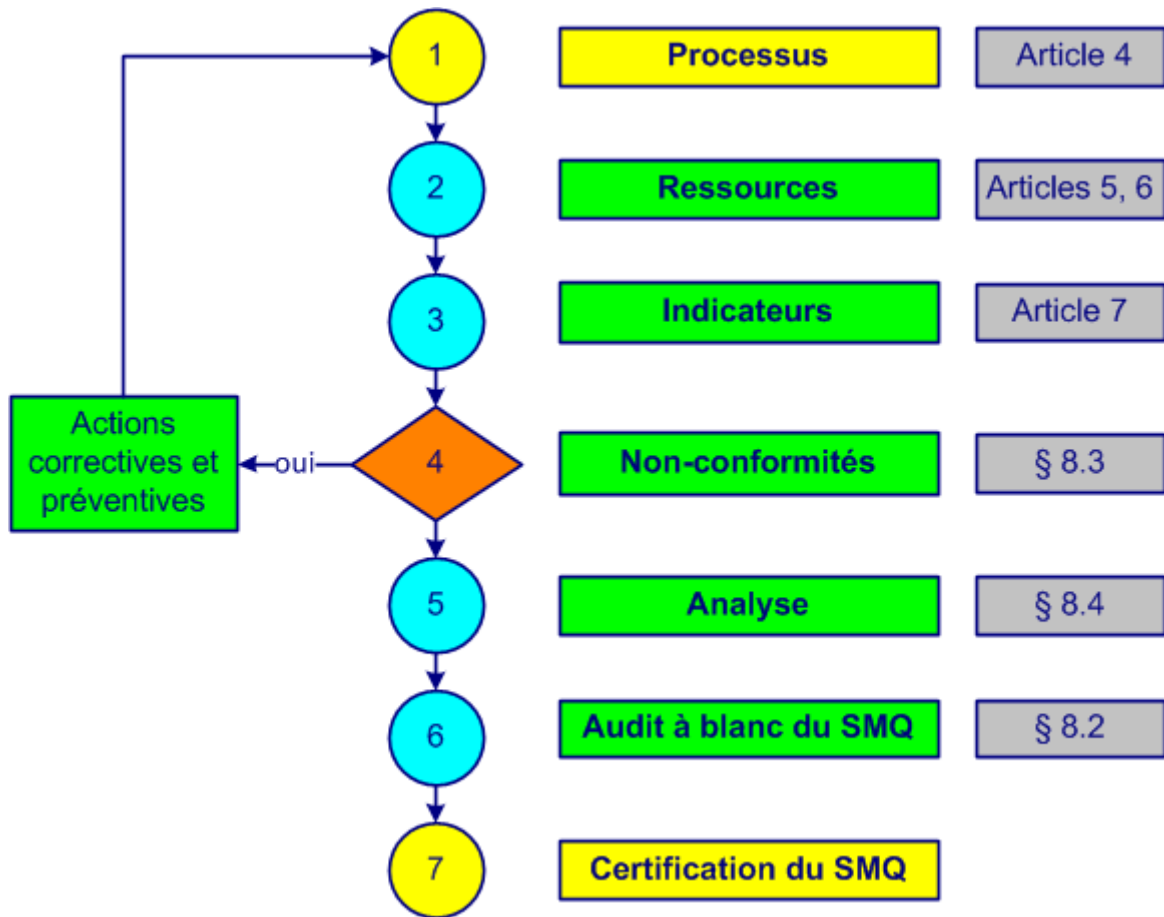 1
Processus
Article 4
2
Ressources
Articles 5, 6
3
Indicateurs
Article 7
Actions
correctives et
préventives
oui
4
Non-conformités
§ 8.3
5
Analyse
§ 8.4
6
Audit à blanc du SMQ
§ 8.2
7
Certification du SMQ